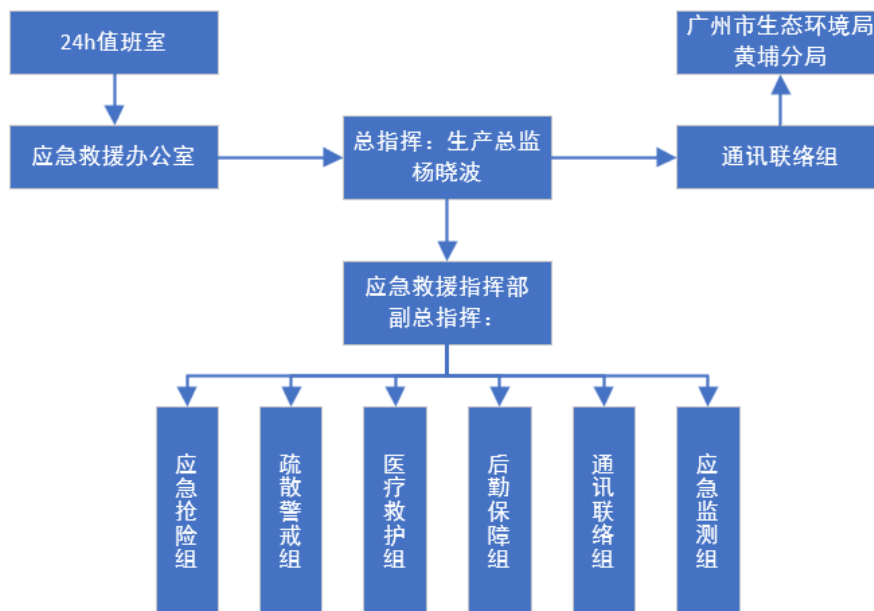 24h值班室
广州市生态环境局
黄埔分局
应急救援办公室
总指挥：生产总监
杨晓波
通讯联络组
应急救援指挥部
副总指挥：
应急抢险组
疏散警戒组
医疗救护组
后勤保障组
通讯联络组
应急监测组